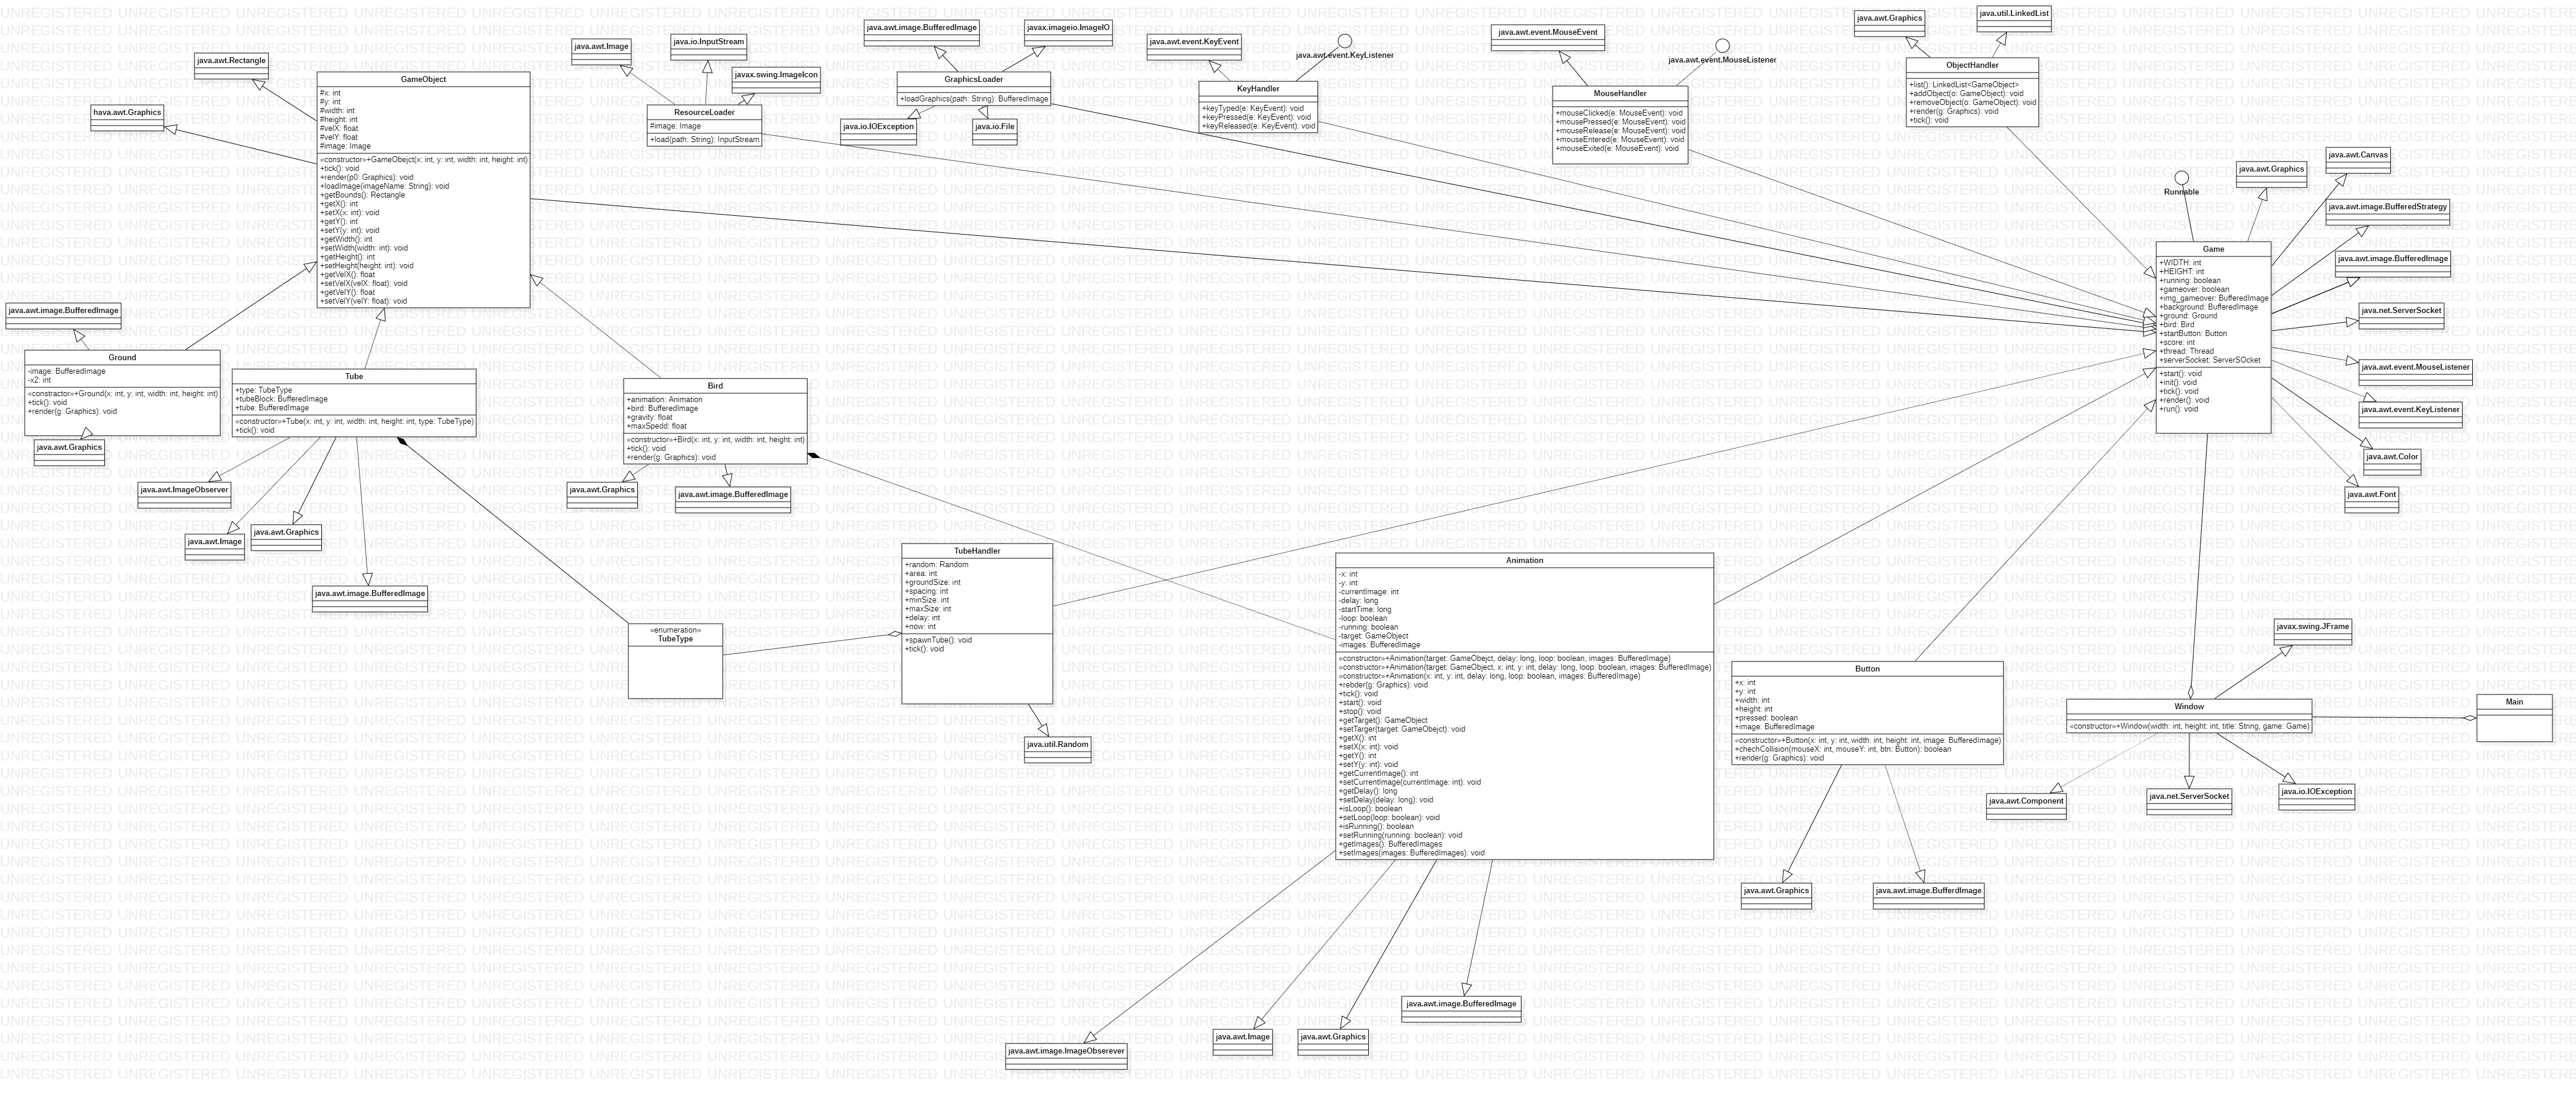 java.awt.Rectangle
hava.awt.Graphics
GameObject
#x: int
#y: int
#width: int
#height: int
#velX: float
#velY: float
#image: Image
«constructor»+GameObejct(x: int, y: int, width: int, height: int)
+tick(): void
+render(p0: Graphics): void
+loadImage(imageName: String): void
+getBounds(): Rectangle
+getX(): int
+setX(x: int): void
+getY(): int
+setY(y: int): void
+getWidth(): int
+setWidth(width: int): void
+getHeight(): int
+setHeight(height: int): void
+getVelX(): float
+setVelX(velX: float): void
+getVelY(): float
+setVelY(velY: float): void
java.awt.image.BufferedImage
Ground
-image: BufferedImage
-x2: int
«constractor»+Ground(x: int, y: int, width: int, height: int)
+tick(): void
+render(g: Graphics): void
java.awt.Graphics
Tube
+type: TubeType
+tubeBlock: BufferedImage
+tube: BufferedImage
«constructor»+Tube(x: int, y: int, width: int, height: int, type: TubeType)
+tick(): void
java.awt.ImageObserver
java.awt.Image
java.awt.Graphics
java.awt.image.BufferedImage
java.awt.Image
java.io.InputStream
javax.swing.ImageIcon
ResourceLoader
#image: Image
+load(path: String): InputStream
java.awt.image.BufferedImage
javax.imageio.ImageIO
GraphicsLoader
+loadGraphics(path: String): BufferedImage
java.io.IOException
java.io.File
java.awt.event.KeyEvent
java.awt.event.KeyListener
KeyHandler
+keyTyped(e: KeyEvent): void
+keyPressed(e: KeyEvent): void
+keyReleased(e: KeyEvent): void
java.awt.event.MouseEvent
java.awt.event.MouseListener
MouseHandler
+mouseClicked(e: MouseEvent): void
+mousePressed(e: MouseEvent): void
+mouseRelease(e: MouseEvent): void
+mouseEntered(e: MouseEvent): void
+mouseExited(e: MouseEvent): void
java.awt.Graphics
java.util.LinkedList
ObjectHandler
+list(): LinkedList<GameObject>
+addObject(o: GameObject): void
+removeObject(o: GameObject): void
+render(g: Graphics): void
+tick(): void
Runnable
java.awt.Graphics
java.awt.Canvas
java.awt.image.BufferedStrategy
java.awt.image.BufferedImage
java.net.ServerSocket
java.awt.event.MouseListener
java.awt.event.KeyListener
java.awt.Color
java.awt.Font
Game
+WIDTH: int
+HEIGHT: int
+running: boolean
+gameover: boolean
+img_gameover: BufferedImage
+background: BufferedImage
+ground: Ground
+bird: Bird
+startButton: Button
+score: int
+thread: Thread
+serverSocket: ServerSOcket
+start(): void
+init(): void
+tick(): void
+render(): void
+run(): void
Bird
+animation: Animation
+bird: BufferedImage
+gravity: float
+maxSpedd: float
«constructor»+Bird(x: int, y: int, width: int, height: int)
+tick(): void
+render(g: Graphics): void
java.awt.Graphics
java.awt.image.BufferedImage
«enumeration»
TubeType
TubeHandler
+random: Random
+area: int
+groundSize: int
+spacing: int
+minSize: int
+maxSize: int
+delay: int
+now: int
+spawnTube(): void
+tick(): void
java.util.Random
Animation
-x: int
-y: int
-currentImage: int
-delay: long
-startTime: long
-loop: boolean
-running: boolean
-target: GameObject
-images: BufferedImage
«constructor»+Animation(target: GameObejct, delay: long, loop: boolean, images: BufferedImage)
«constructor»+Animation(target: GameObject, x: int, y: int, delay: long, loop: boolean, images: BufferedImage)
«constructor»+Animation(x: int, y: int, delay: long, loop: boolean, images: BufferedImage)
+rebder(g: Graphics): void
+tick(): void
+start(): void
+stop(): void
+getTarget(): GameObject
+setTarger(target: GameObejct): void
+getX(): int
+setX(x: int): void
+getY(): int
+setY(y: int): void
+getCurrentImage(): int
+setCurrentImage(currentImage: int): void
+getDelay(): long
+setDelay(delay: long): void
+isLoop(): boolean
+setLoop(loop: boolean): void
+isRunning(): boolean
+setRunning(running: boolean): void
+getImages(): BufferedImages
+setImages(images: BufferedImages): void
java.awt.image.ImageObserever
java.awt.Image
java.awt.Graphics
java.awt.image.BufferedImage
Button
+x: int
+y: int
+width: int
+height: int
+pressed: boolean
+image: BufferedImage
«constructor»+Button(x: int, y: int, width: int, height: int, image: BufferedImage)
+chechCollision(mouseX: int, mouseY: int, btn: Button): boolean
+render(g: Graphics): void
java.awt.Graphics
java.awt.image.BufferdImage
javax.swing.JFrame
Window
«constructor»+Window(width: int, height: int, title: String, game: Game)
Main
java.awt.Component
java.net.ServerSocket
java.io.IOException